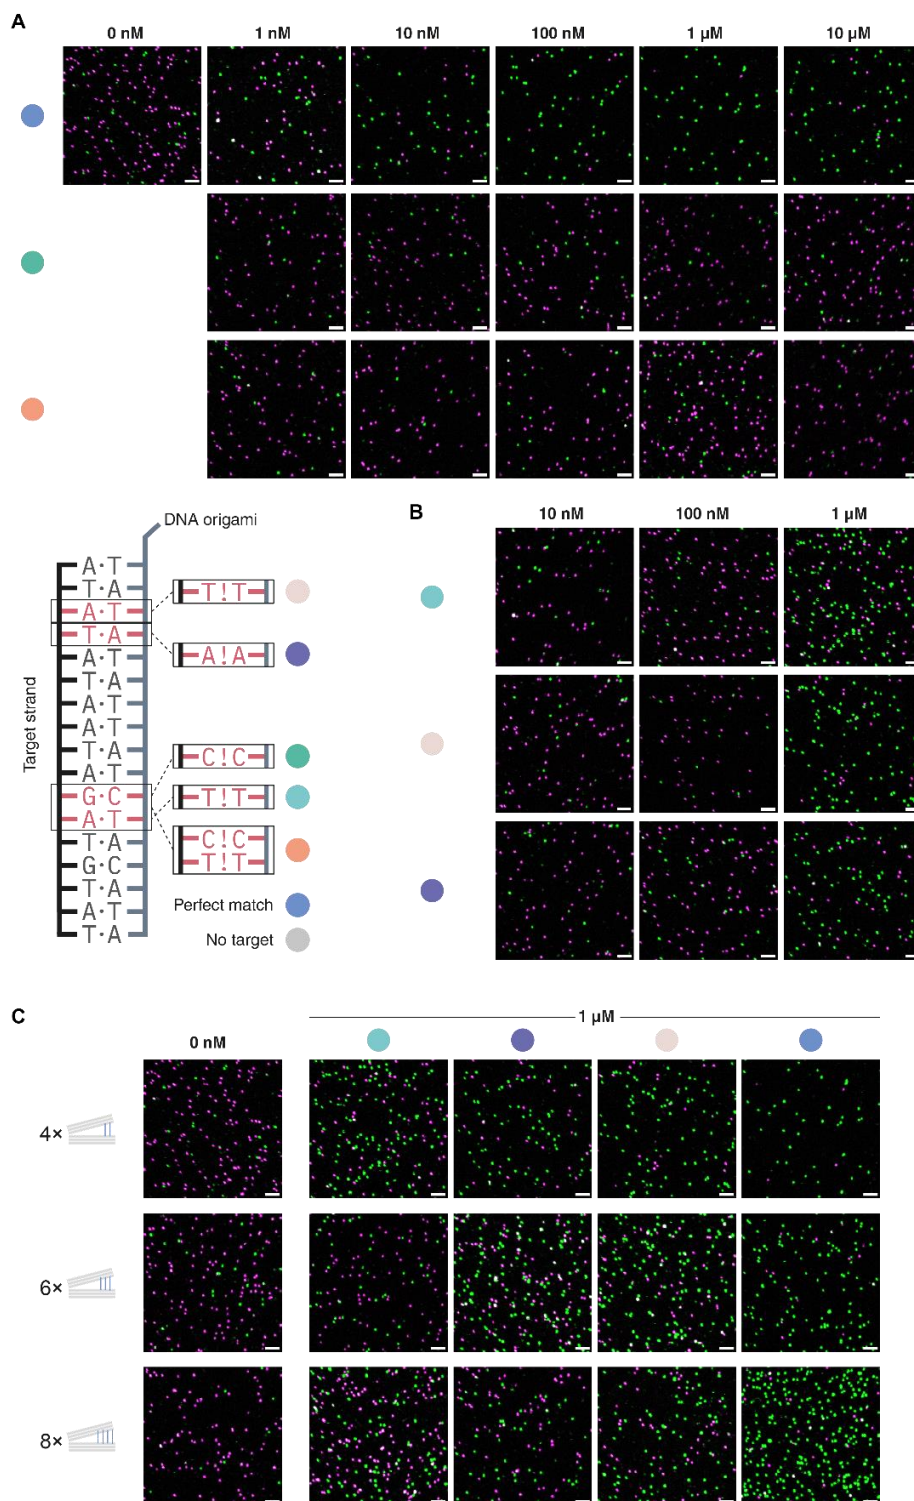 A
0 nM 1 nM 10 nM 100 nM 1 µM 10 µM
DNA origami
Target strand
A·T
T·A
A·T
T·A
A·T
T·A
A·T
A·T
T·A
A·T
G·C
A·T
T·A
G·C
T·A
A·T
T·A
T!T
A!A
C!C
T!T
C!C
T!T
Perfect match
No target
B
10 nM 100 nM 1 µM
C
1 µM
0 nM
4×
6×
8×